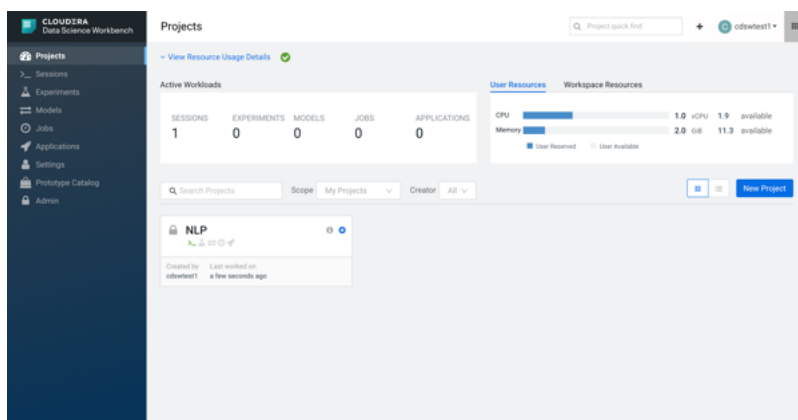 CLOUDERA
Data Science Workbench
Projects
Sessions
Experiments
Models
Jobs
Applications
Settings
Prototype Catalog
Admin
Projects
Project quick find
+
C cdswtest1
View Resource Usage Details
Active Workloads
SESSIONS EXPERIMENTS MODELS JOBS APPLICATIONS
1 0 0 0 0
User Resources Workspace Resources
CPU 1.0 vCPU 1.9 available
Memory 2.0 GiB 11.3 available
User Reserved User Available
Search Projects Scope My Projects Creator All New Project
NLP
Created by Last worked on
cdswtest1 a few seconds ago